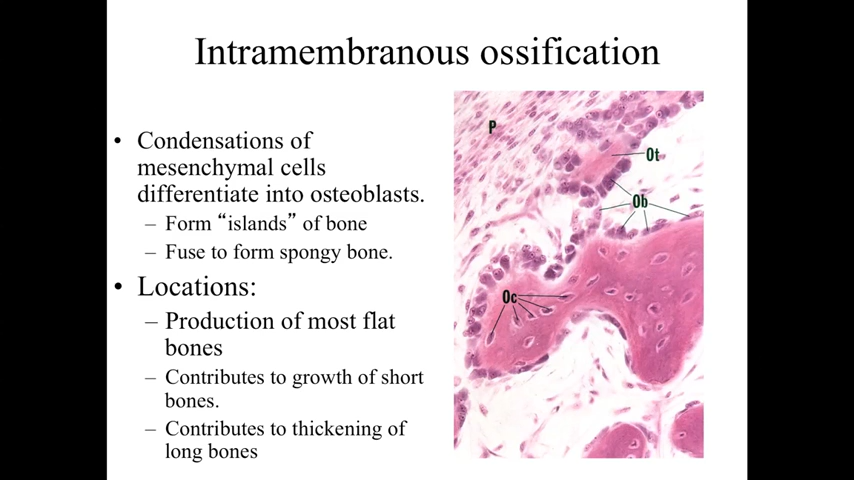 Intramembranous ossification
• Condensations of
mesenchymal cells
differentiate into osteoblasts.
– Form “islands” of bone
– Fuse to form spongy bone.
• Locations:
– Production of most flat
bones
– Contributes to growth of short
bones.
– Contributes to thickening of
long bones
P
Ot
Ob
Oc